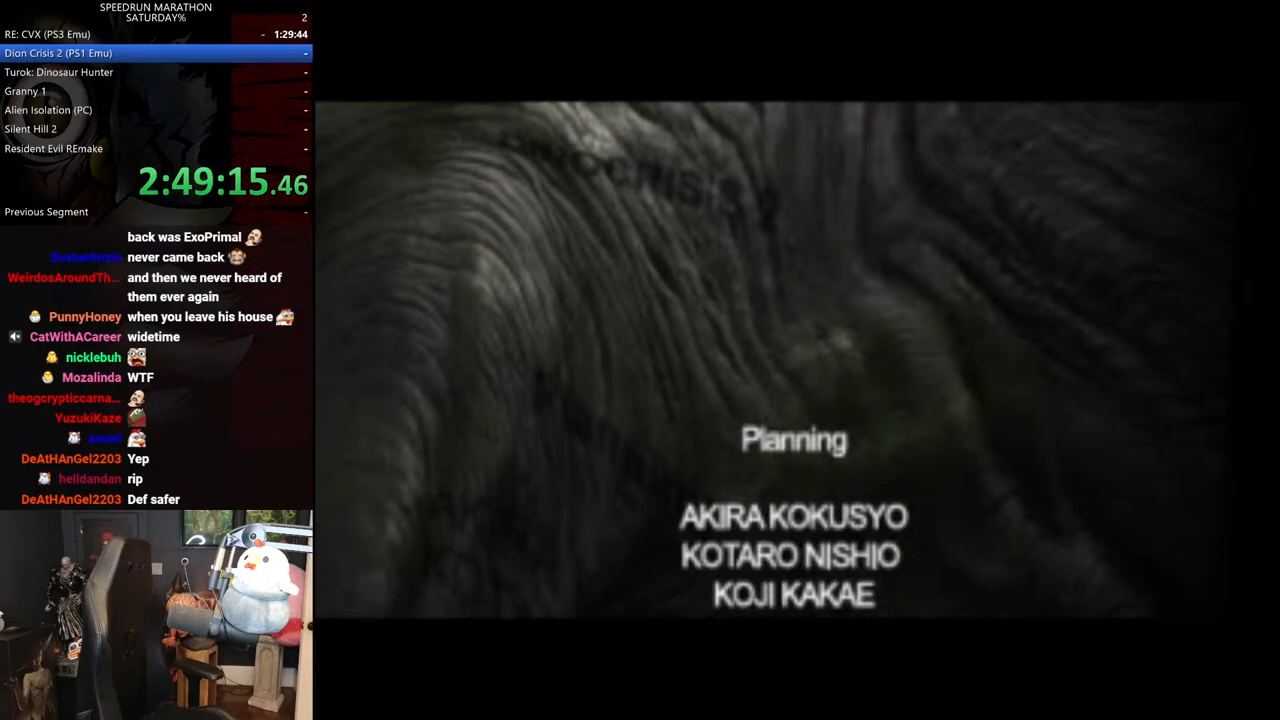 SPEEDRUN MARATHON
SATURDAY%
2
RE: CVX (PS3 Emu) - 1:29:44
Dion Crisis 2 (PS1 Emu) -
Turok: Dinosaur Hunter -
Granny 1 -
Alien Isolation (PC) -
Silent Hill 2 -
Resident Evil REmake -
2:49:15.46
Previous Segment -
back was ExoPrimal
never came back
WeirdosAroundTh... and then we never heard of
them ever again
PunnyHoney when you leave his house
CatWithACareer widetime
nicklebuh
Mozalinda WTF
theogcrypticcarna...
YuzukiKaze
DeAtHAnGel2203 Yep
helldandan rip
DeAtHAnGel2203 Def safer
Planning
AKIRA KOKUSYO
KOTARO NISHIO
KOJI KAKAE